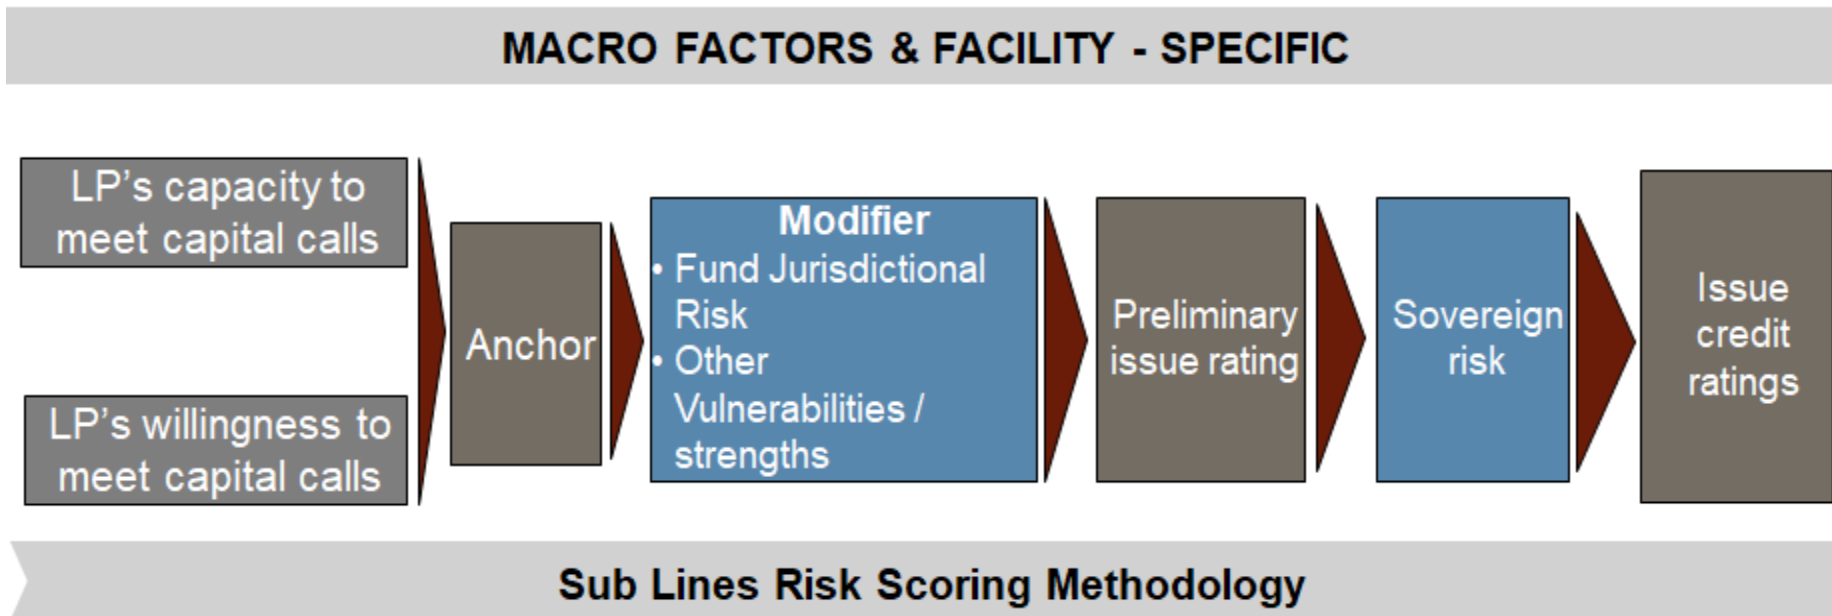 MACRO FACTORS & FACILITY - SPECIFIC
LP’s capacity to
meet capital calls
LP’s willingness to
meet capital calls
Anchor
Modifier
• Fund Jurisdictional
Risk
• Other
Vulnerabilities /
strengths
Preliminary
issue rating
Sovereign
risk
Issue
credit
ratings
Sub Lines Risk Scoring Methodology